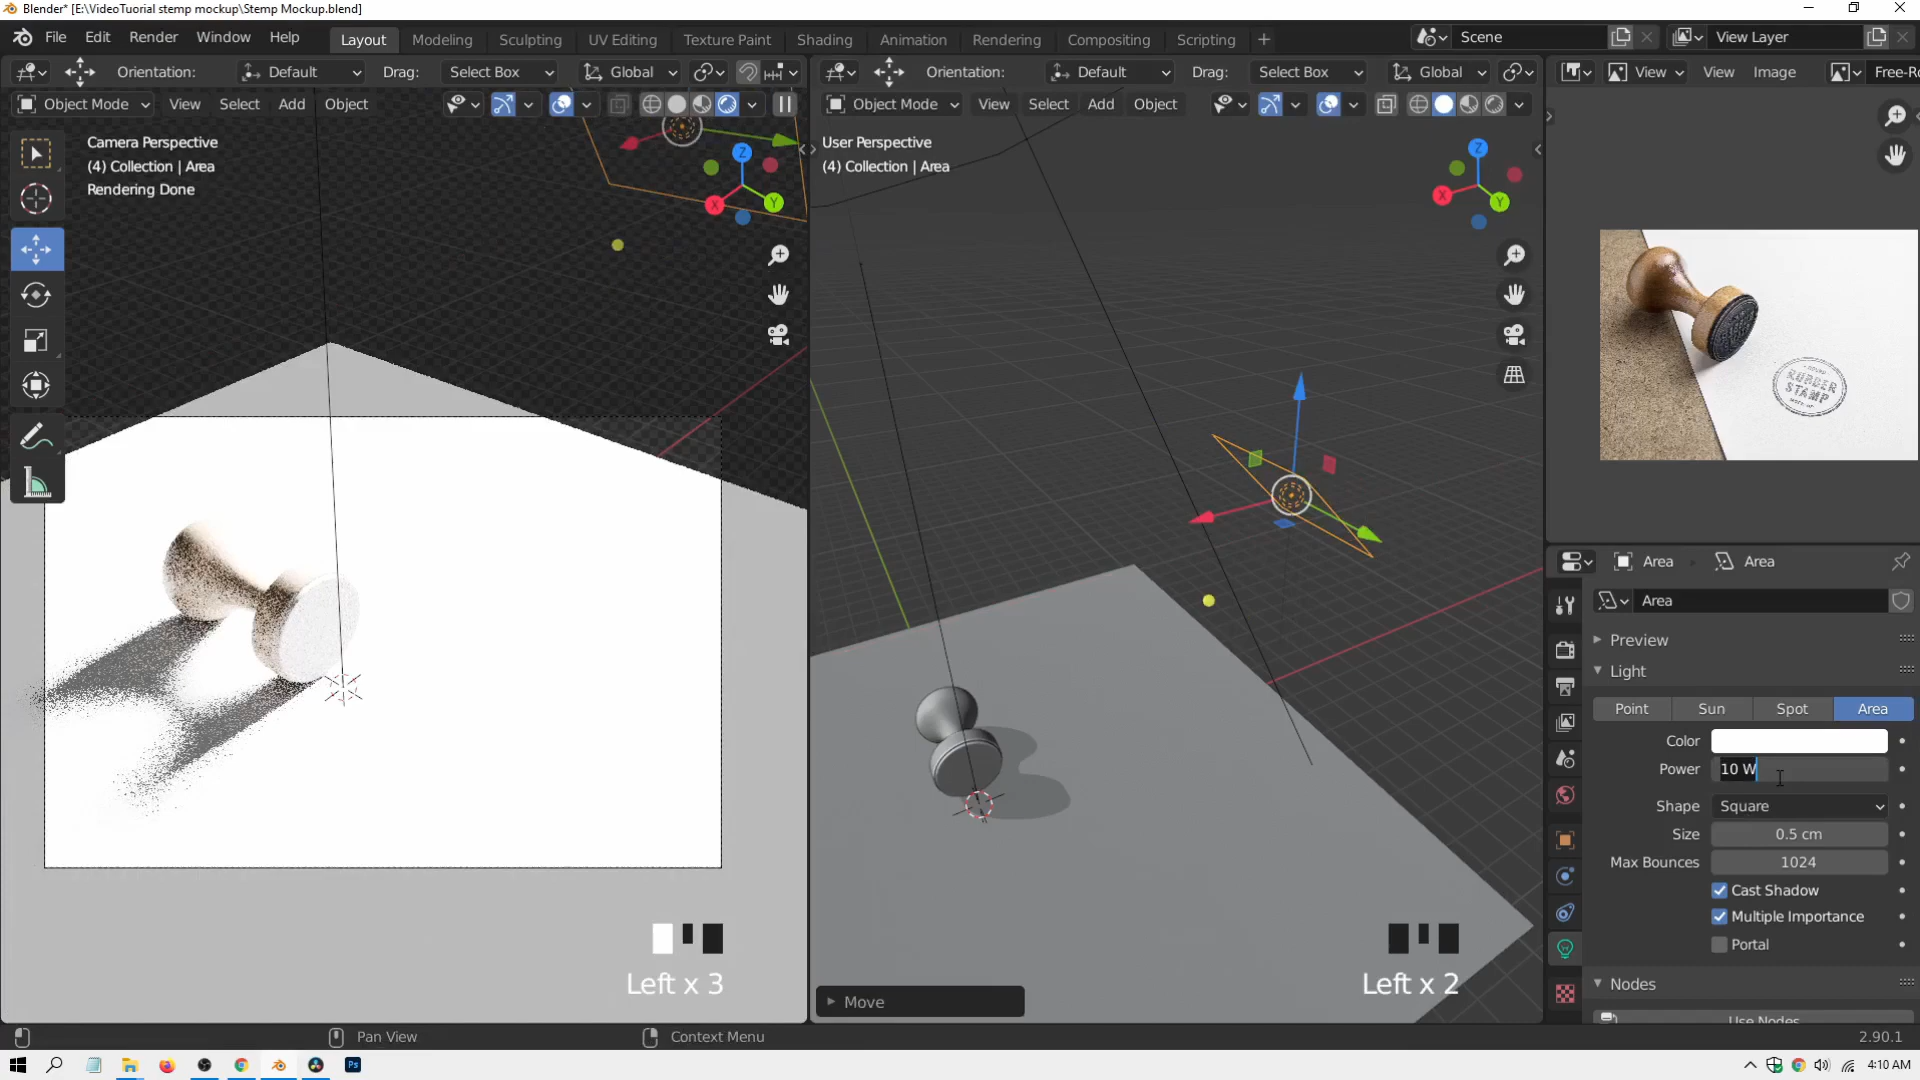 Blender* [E:\VideoTuorial stemp mockup\Stemp Mockup.blend]
File Edit Render Window Help Layout Modeling Sculpting UV Editing Texture Paint Shading Animation Rendering Compositing Scripting + Scene View Layer
Orientation: Default Drag: Select Box Global
Orientation: Default Drag: Select Box Global
View View Image Free-Ro
Object Mode View Select Add Object
Object Mode View Select Add Object
Camera Perspective
(4) Collection | Area
Rendering Done
User Perspective
(4) Collection | Area
Z
X
Y
Z
X
Y
RUBBER
STAMP
Area Area
Area
Preview
Light
Point Sun Spot Area
Color
Power 10 W
Shape Square
Size 0.5 cm
Max Bounces 1024
Cast Shadow
Multiple Importance
Portal
Nodes
Use Nodes
Left x 3
Left x 2
Move
Pan View Context Menu 2.90.1
Ps 4:10 AM